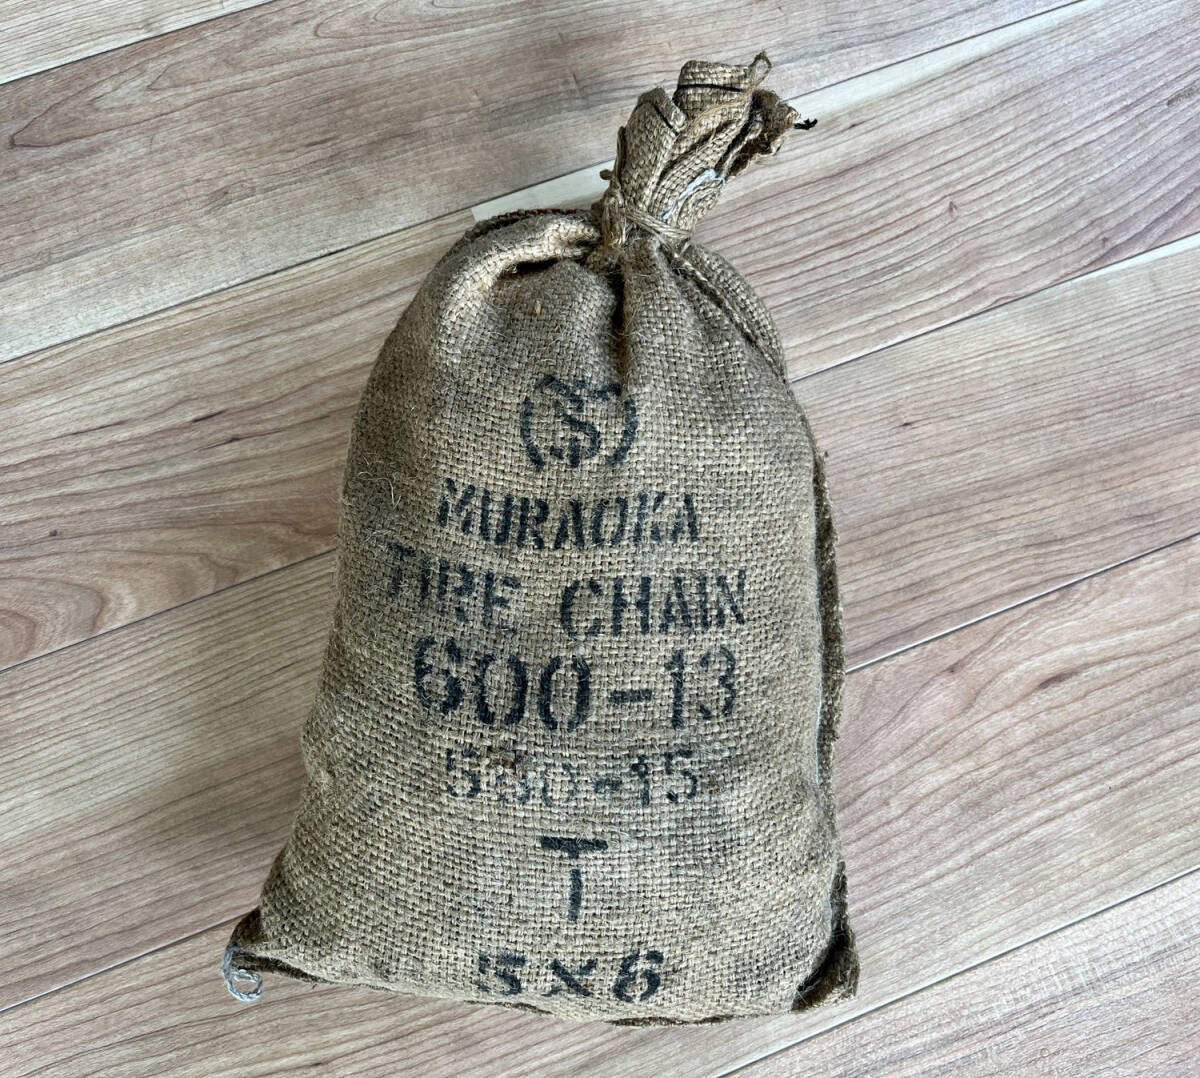 MURAOKA
TIRE CHAIN
600-13
T
5×6